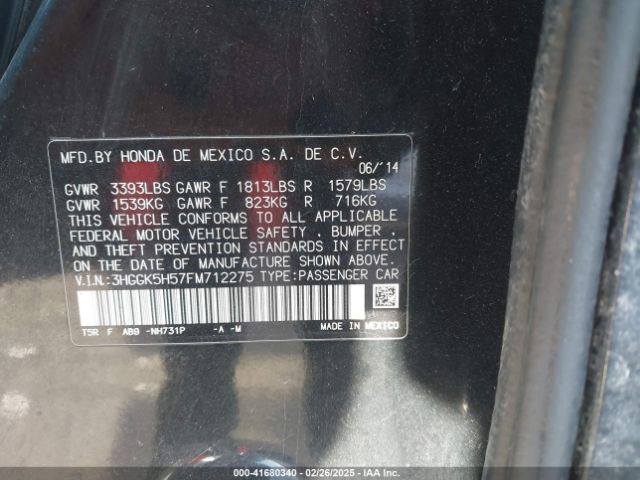 MFD.BY HONDA DE MEXICO S.A. DE C.V.
06/'14
GVWR 3393LBS GAWR F 1813LBS R 1579LBS
GVWR 1539KG GAWR F 823KG R 716KG
THIS VEHICLE CONFORMS TO ALL APPLICABLE
FEDERAL MOTOR VEHICLE SAFETY , BUMPER,
AND THEFT PREVENTION STANDARDS IN EFFECT
ON THE DATE OF MANUFACTURE SHOWN ABOVE.
V.I.N.:3HGGK5H57FM712275 TYPE:PASSENGER CAR
T5R F AB9 -NH731P -A -M MADE IN MEXICO
000-41680340 · 02/26/2025 · IAA Inc.